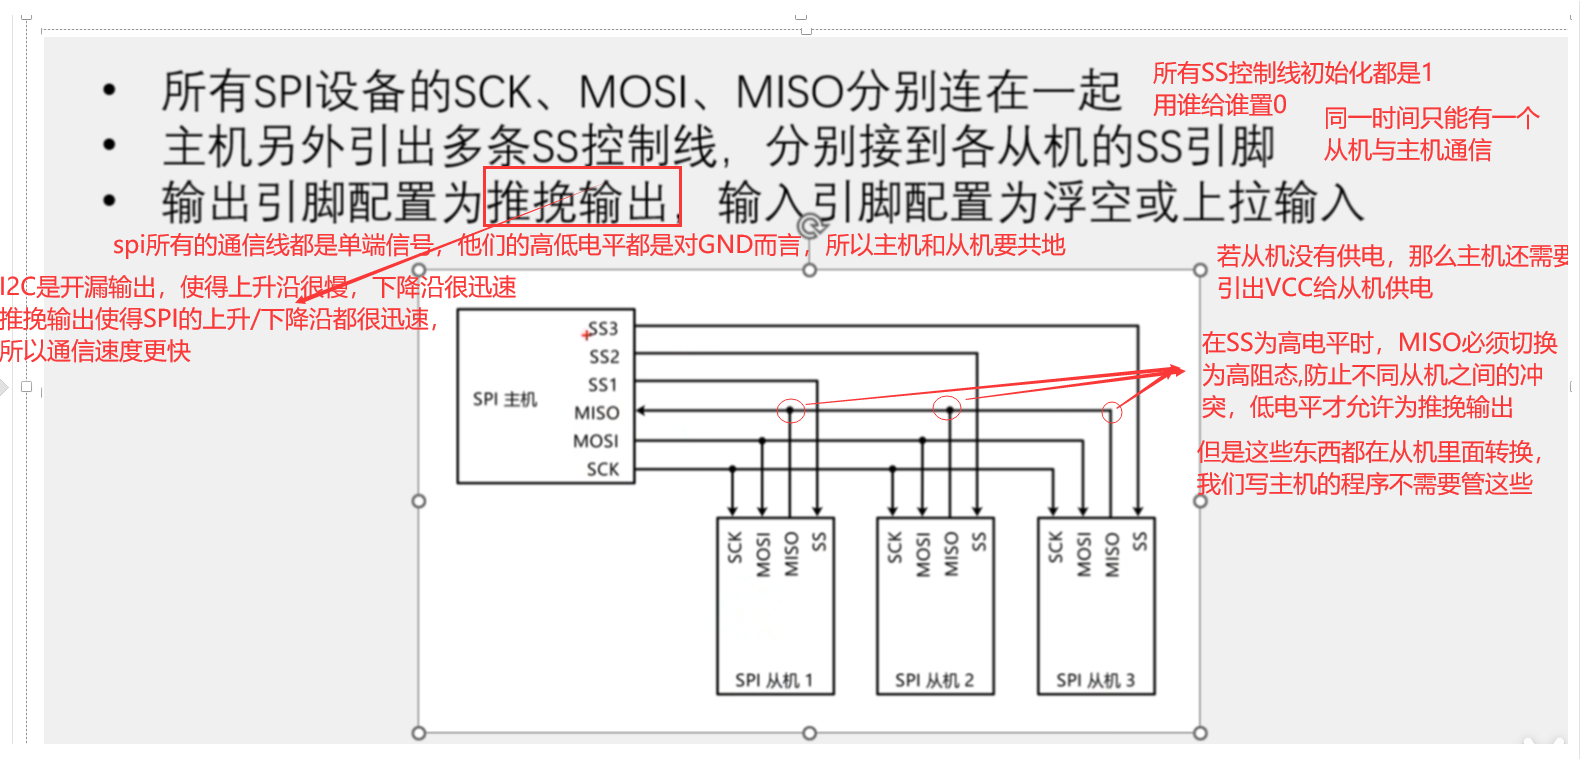 • 所有SPI设备的SCK、MOSI、MISO分别连在一起
所有SS控制线初始化都是1
用谁给谁置0
同一时间只能有一个
从机与主机通信
• 主机另外引出多条SS控制线，分别接到各从机的SS引脚
• 输出引脚配置为推挽输出，输入引脚配置为浮空或上拉输入
spi所有的通信线都是单端信号，他们的高低电平都是对GND而言，所以主机和从机要共地
I2C是开漏输出，使得上升沿很慢，下降沿很迅速
推挽输出使得SPI的上升/下降沿都很迅速，
所以通信速度更快
若从机没有供电，那么主机还需要
引出VCC给从机供电
在SS为高电平时，MISO必须切换
为高阻态,防止不同从机之间的冲
突，低电平才允许为推挽输出
但是这些东西都在从机里面转换，
我们写主机的程序不需要管这些
SPI 主机
SS3
SS2
SS1
MISO
MOSI
SCK
SCK
MOSI
MISO
SS
SPI 从机 1
SCK
MOSI
MISO
SS
SPI 从机 2
SCK
MOSI
MISO
SS
SPI 从机 3